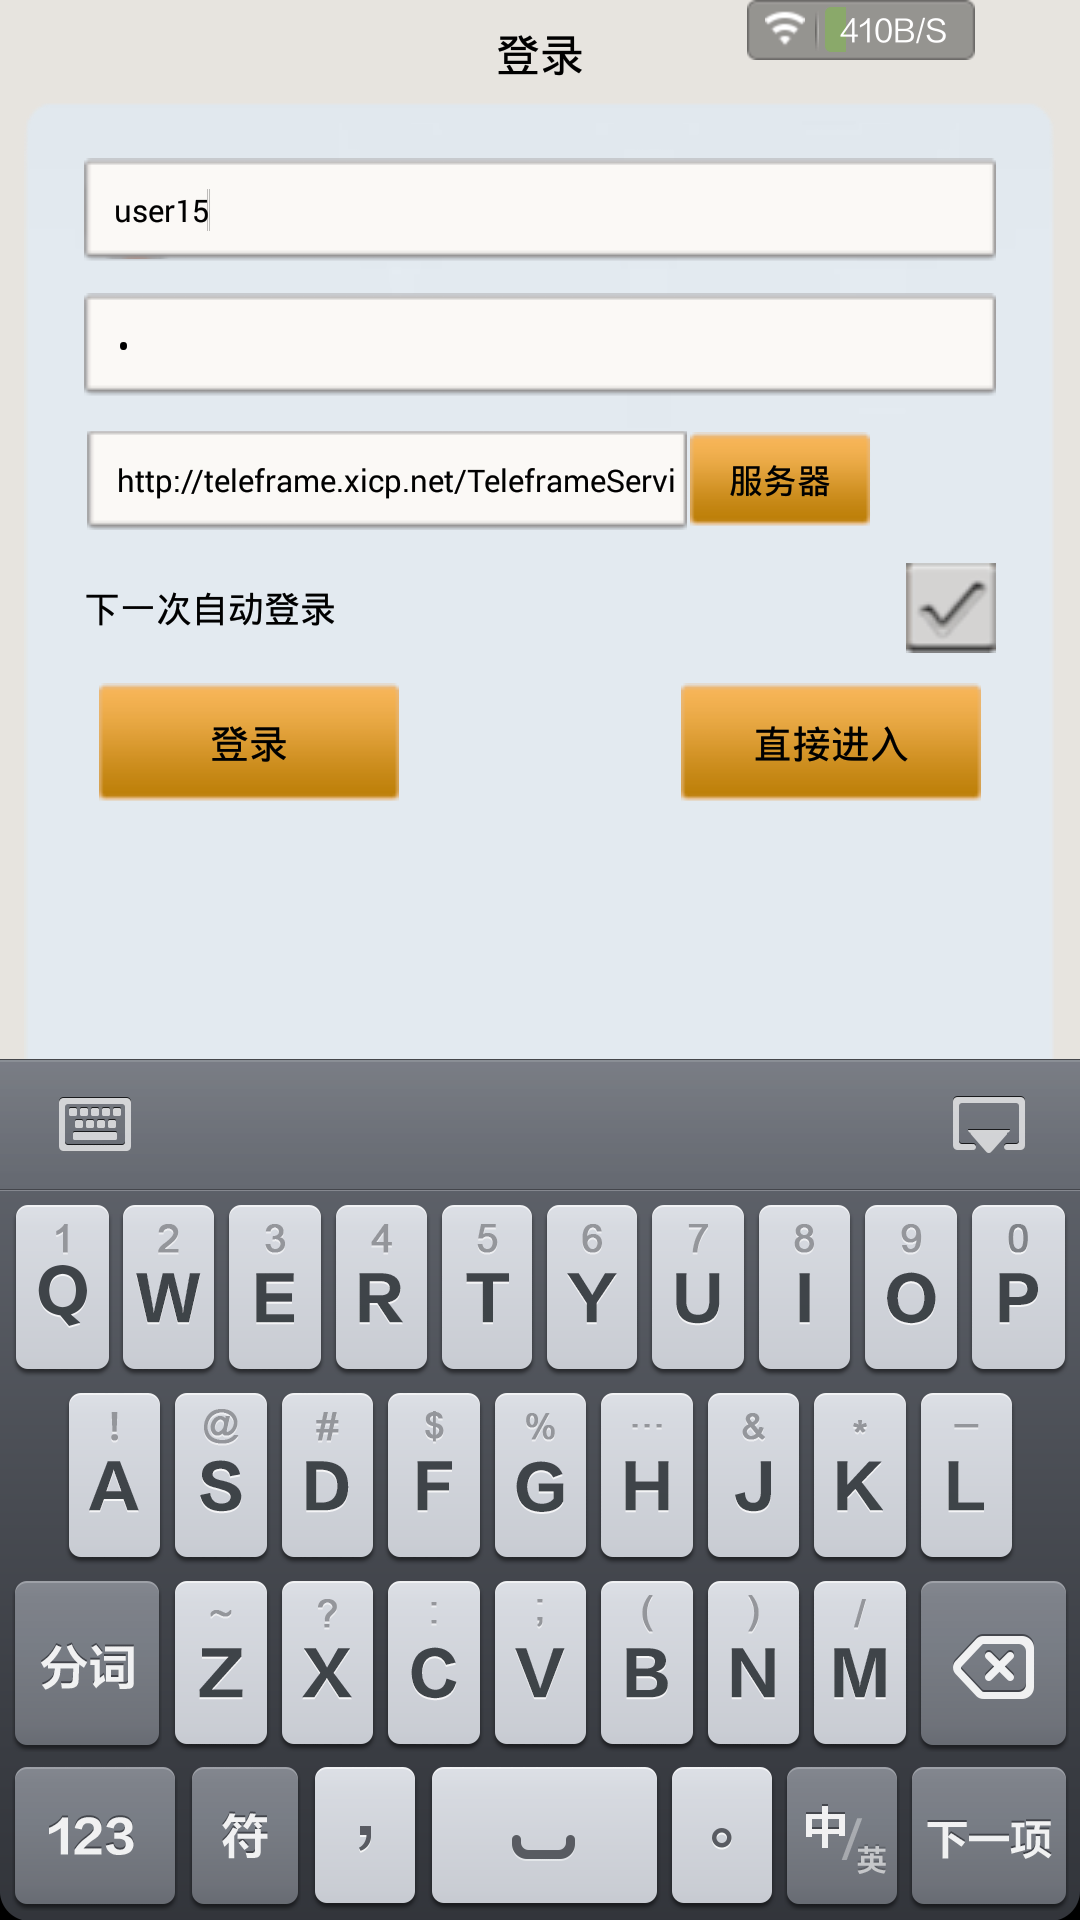 登录
410B/S
user15
•
http://teleframe.xicp.net/TeleframeServi
服务器
下一次自动登录
登录
直接进入
1 2 3 4 5 6 7 8 9 0
Q W E R T Y U I O P
! @ # $ % … & * —
A S D F G H J K L
~ ? : ; ( ) /
分词 Z X C V B N M
123 符 , 。 中/英 下一项